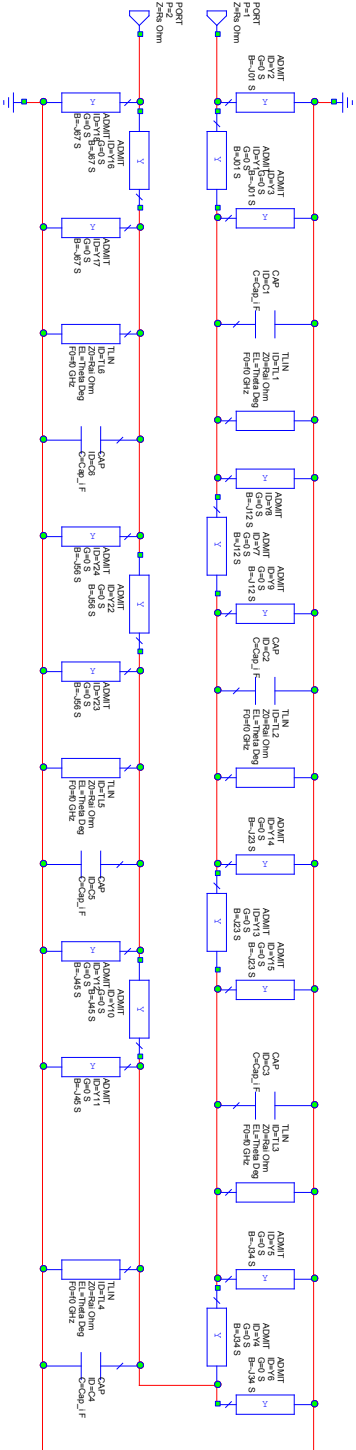 PORT
P=1
Z=Rs Ohm
ADMIT
ID=Y2
G=0 S
B=-J01 S
ADMIT
ID=Y1
G=0 S
B=J01 S
ADMIT
ID=Y3
G=0 S
B=-J01 S
CAP
ID=C1
C=Cap_i F
TLIN
ID=TL1
Z0=Rai Ohm
EL=Theta Deg
F0=f0 GHz
ADMIT
ID=Y8
G=0 S
B=-J12 S
ADMIT
ID=Y7
G=0 S
B=J12 S
ADMIT
ID=Y9
G=0 S
B=-J12 S
CAP
ID=C2
C=Cap_i F
TLIN
ID=TL2
Z0=Rai Ohm
EL=Theta Deg
F0=f0 GHz
ADMIT
ID=Y14
G=0 S
B=-J23 S
ADMIT
ID=Y13
G=0 S
B=J23 S
ADMIT
ID=Y15
G=0 S
B=-J23 S
CAP
ID=C3
C=Cap_i F
TLIN
ID=TL3
Z0=Rai Ohm
EL=Theta Deg
F0=f0 GHz
ADMIT
ID=Y5
G=0 S
B=-J34 S
ADMIT
ID=Y4
G=0 S
B=J34 S
ADMIT
ID=Y6
G=0 S
B=-J34 S
Y
Y
Y
Y
Y
Y
Y
Y
Y
Y
Y
Y
PORT
P=2
Z=Rs Ohm
ADMIT
ID=Y18
G=0 S
B=-J67 S
ADMIT
ID=Y16
G=0 S
B=J67 S
ADMIT
ID=Y17
G=0 S
B=-J67 S
TLIN
ID=TL6
Z0=Rai Ohm
EL=Theta Deg
F0=f0 GHz
CAP
ID=C6
C=Cap_i F
ADMIT
ID=Y24
G=0 S
B=-J56 S
ADMIT
ID=Y22
G=0 S
B=J56 S
ADMIT
ID=Y23
G=0 S
B=-J56 S
TLIN
ID=TL5
Z0=Rai Ohm
EL=Theta Deg
F0=f0 GHz
CAP
ID=C5
C=Cap_i F
ADMIT
ID=Y12
G=0 S
B=-J45 S
ADMIT
ID=Y10
G=0 S
B=J45 S
ADMIT
ID=Y11
G=0 S
B=-J45 S
TLIN
ID=TL4
Z0=Rai Ohm
EL=Theta Deg
F0=f0 GHz
CAP
ID=C4
C=Cap_i F
Y
Y
Y
Y
Y
Y
Y
Y
Y